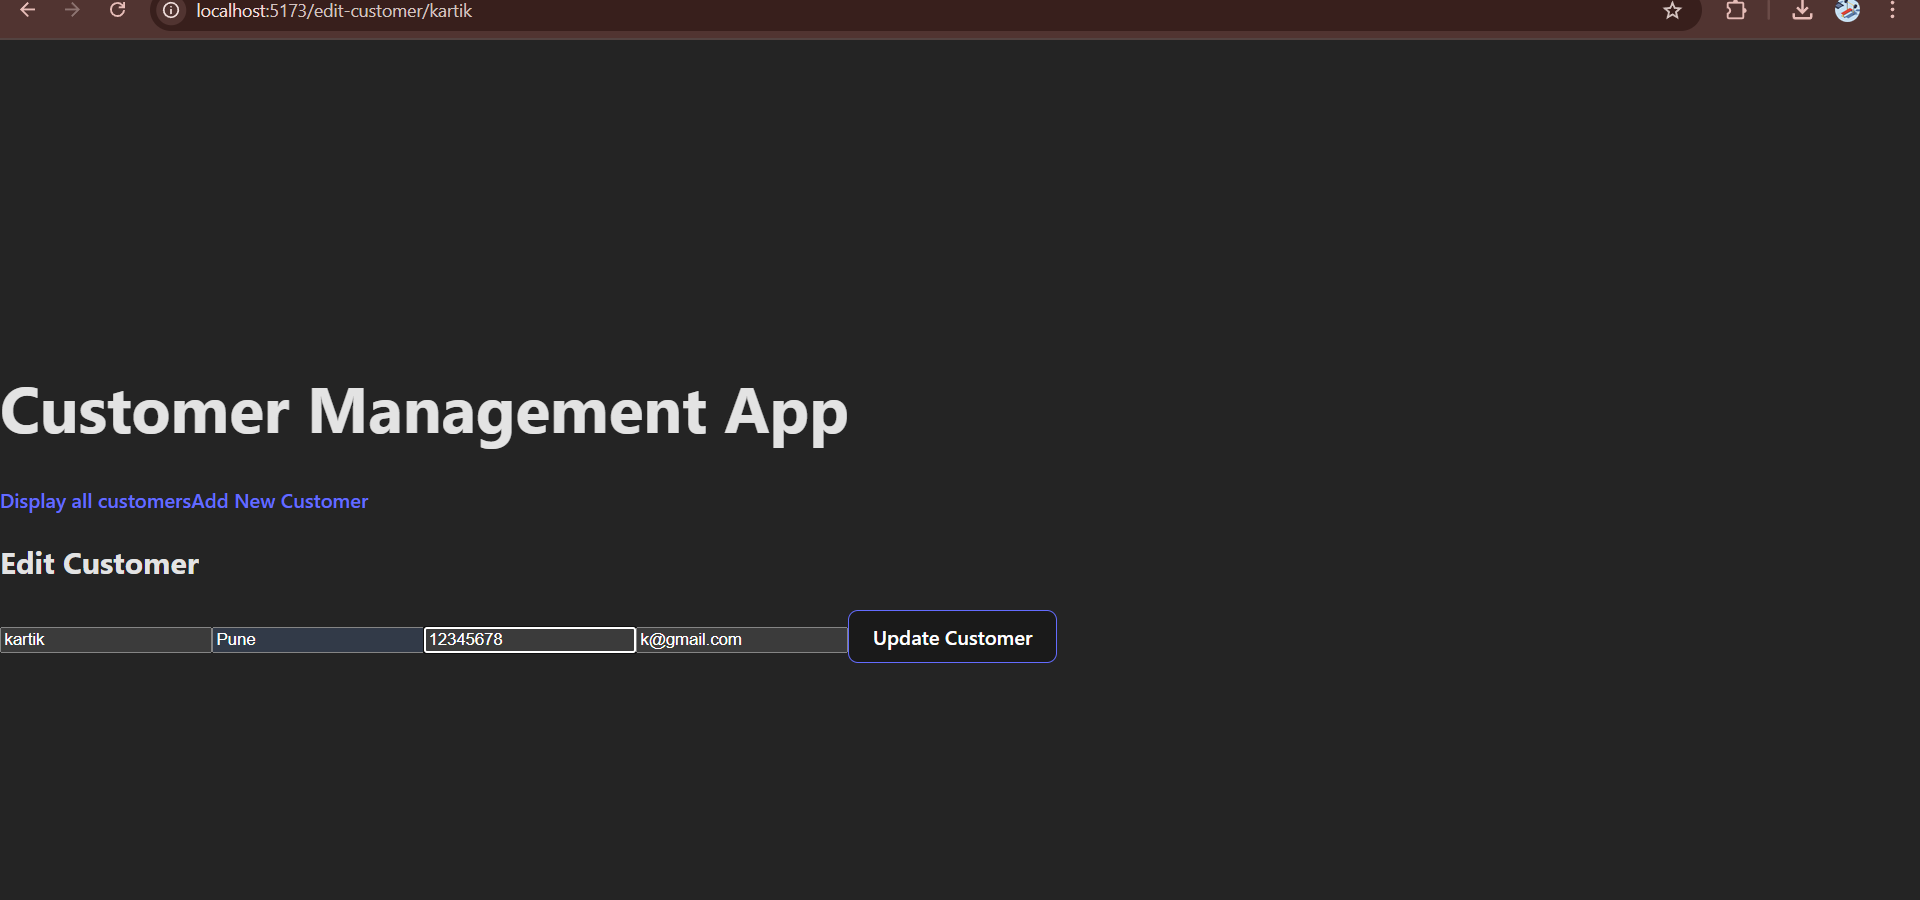 localhost:5173/edit-customer/kartik
Customer Management App
Display all customersAdd New Customer
Edit Customer
kartik Pune 12345678 k@gmail.com Update Customer